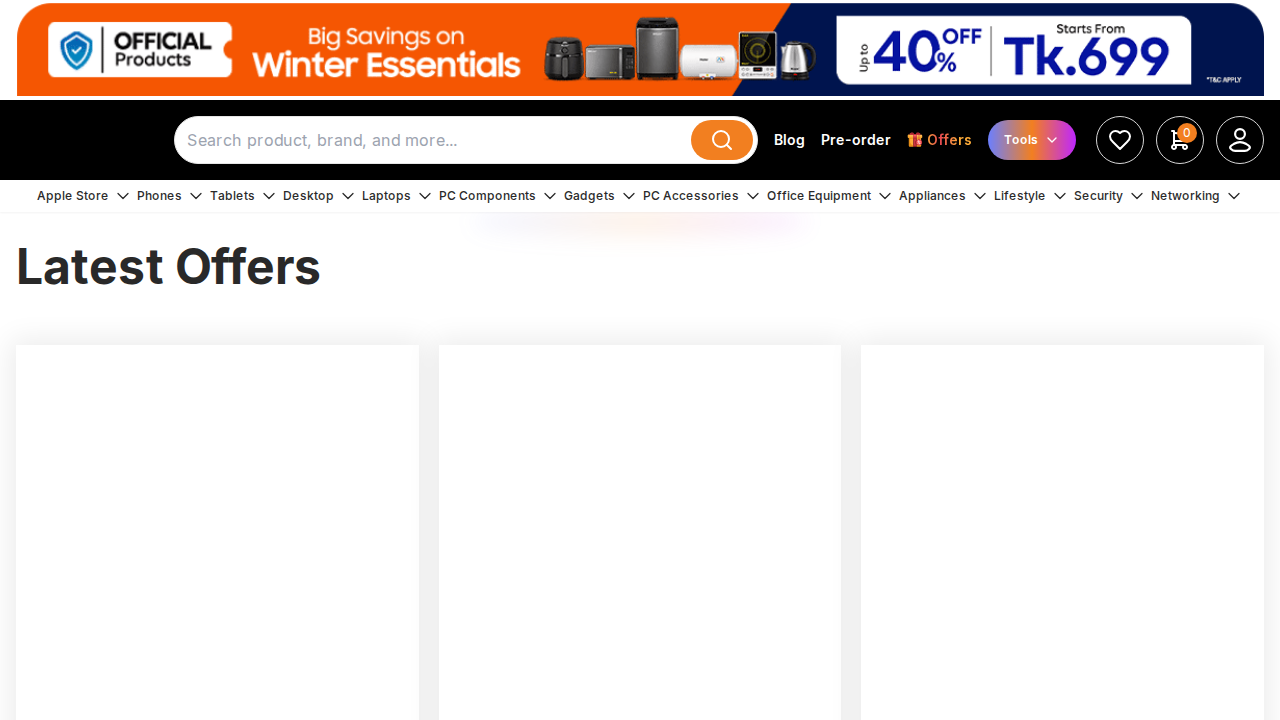 OFFICIAL
Products
Big Savings on
Winter Essentials
Up to
40% OFF
Starts From
Tk.699
*T&C APPLY
Search product, brand, and more...
Blog
Pre-order
Offers
Tools
0
Apple Store
Phones
Tablets
Desktop
Laptops
PC Components
Gadgets
PC Accessories
Office Equipment
Appliances
Lifestyle
Security
Networking
Latest Offers